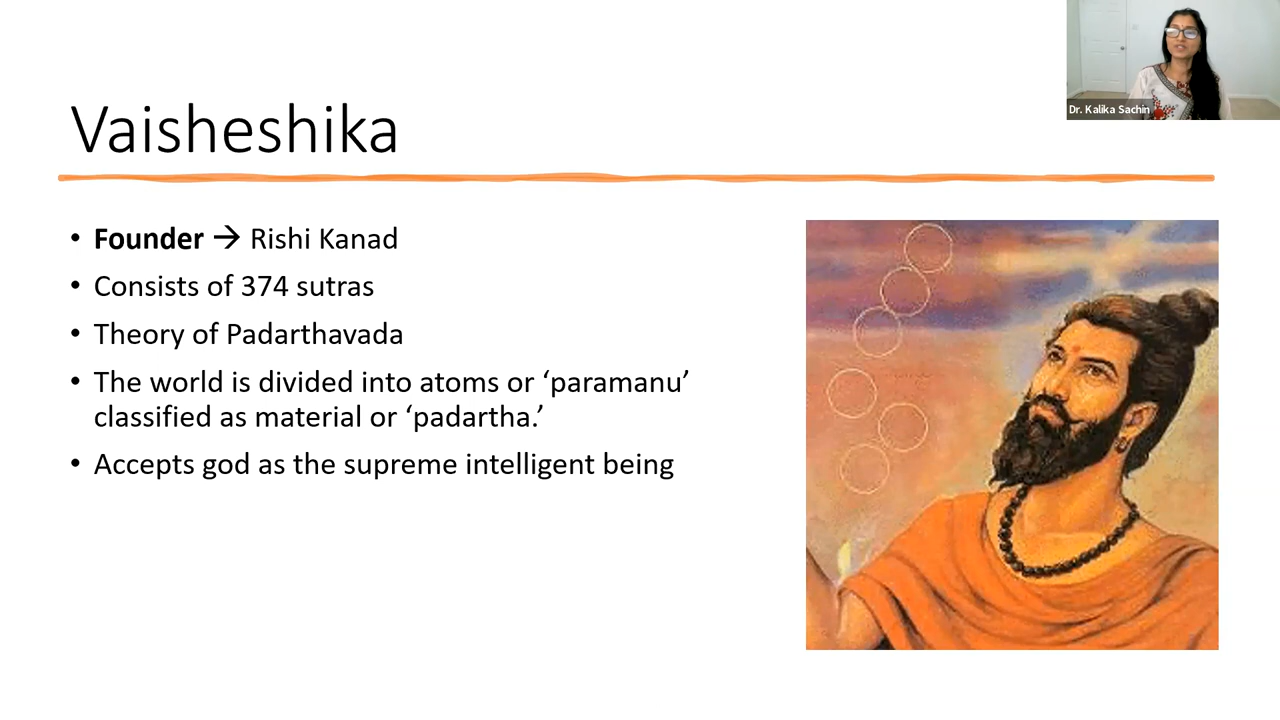 Dr. Kalika Sachin
Vaisheshika
• Founder → Rishi Kanad
• Consists of 374 sutras
• Theory of Padarthavada
• The world is divided into atoms or ‘paramanu’
classified as material or ‘padartha.’
• Accepts god as the supreme intelligent being